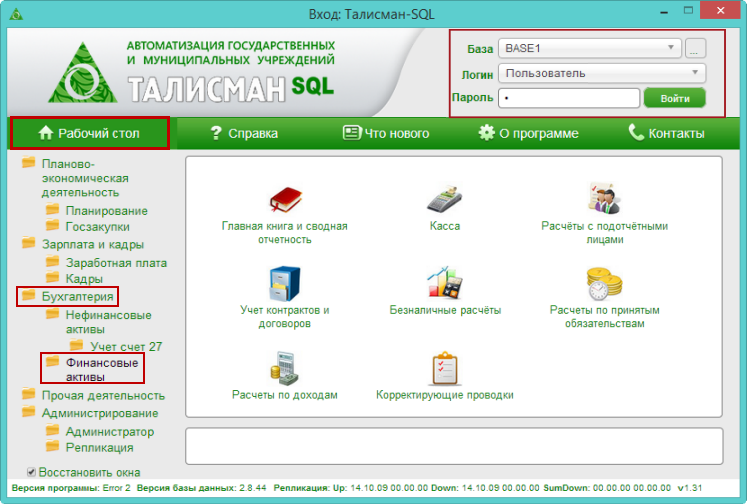 Вход: Талисман-SQL
АВТОМАТИЗАЦИЯ ГОСУДАРСТВЕННЫХ
И МУНИЦИПАЛЬНЫХ УЧРЕЖДЕНИЙ
ТАЛИСМАН SQL
База BASE1 ...
Логин Пользователь
Пароль • Войти
Рабочий стол
? Справка
Что нового
О программе
Контакты
Планово-
экономическая
деятельность
Планирование
Госзакупки
Зарплата и кадры
Заработная плата
Кадры
Бухгалтерия
Нефинансовые
активы
Учет счет 27
Финансовые
активы
Прочая деятельность
Администрирование
Администратор
Репликация
Восстановить окна
Главная книга и сводная
отчетность
Касса
Расчёты с подотчётными
лицами
Учет контрактов и
договоров
Безналичные расчёты
Расчеты по принятым
обязательствам
Расчеты по доходам
Корректирующие проводки
Версия программы: Error 2 Версия базы данных: 2.8.44 Репликация: Up: 14.10.09 00.00.00 Down: 14.10.09 00.00.00 SumDown: 00.00.00 00.00.00 v1.31